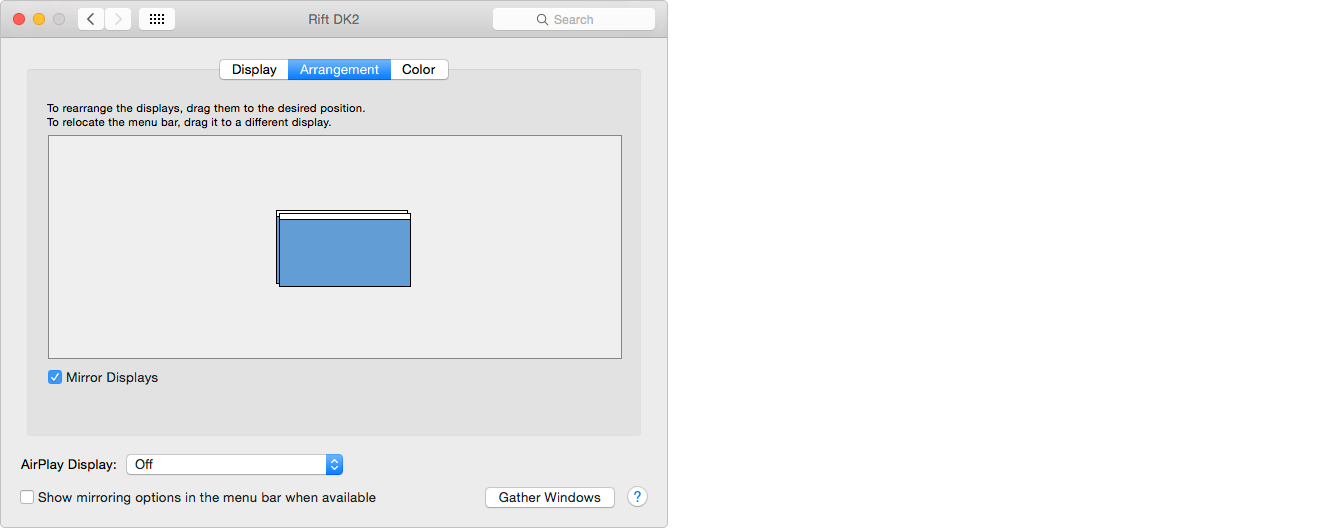 Rift DK2
Search
Display
Arrangement
Color
To rearrange the displays, drag them to the desired position.
To relocate the menu bar, drag it to a different display.
Mirror Displays
AirPlay Display:
Off
Show mirroring options in the menu bar when available
Gather Windows
?